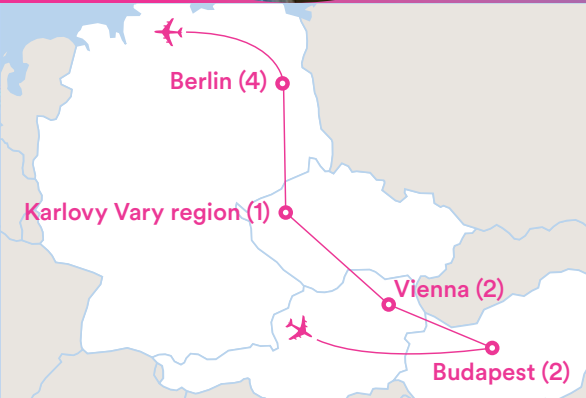 Berlin (4)
Karlovy Vary region (1)
Vienna (2)
Budapest (2)